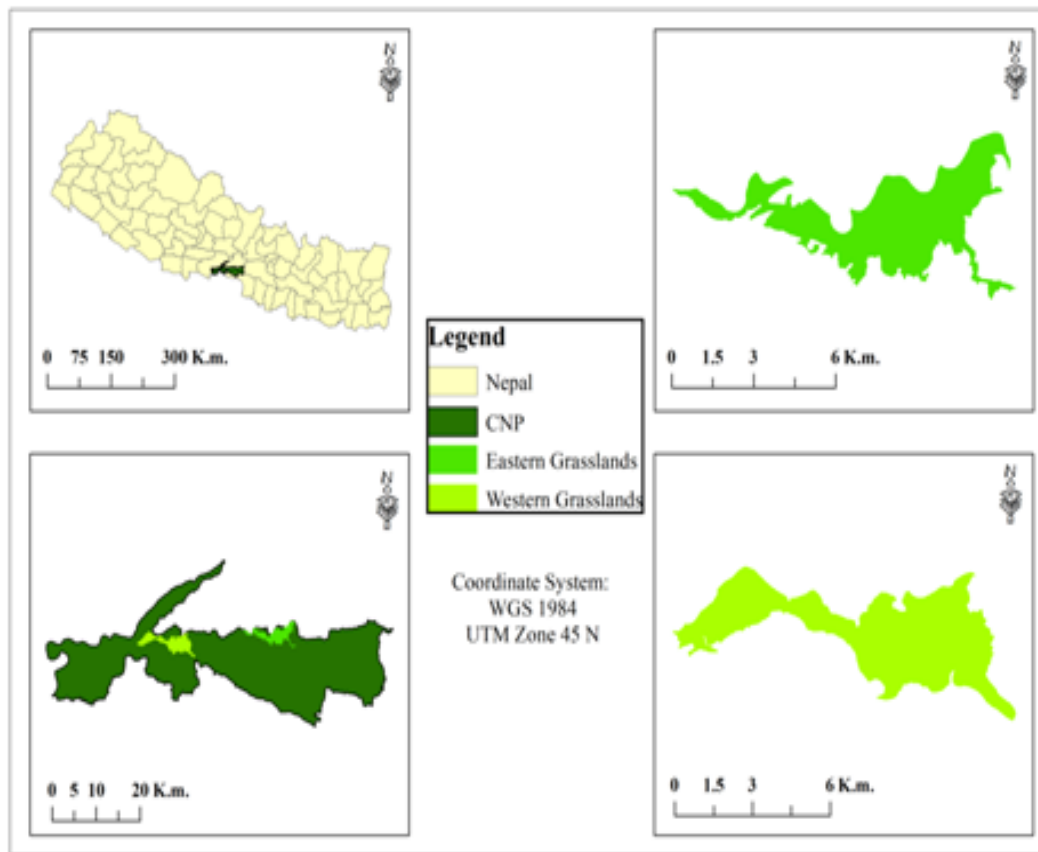 N
0 75 150 300 K.m.
N
0 1.5 3 6 K.m.
Legend
Nepal
CNP
Eastern Grasslands
Western Grasslands
Coordinate System:
WGS 1984
UTM Zone 45 N
N
0 5 10 20 K.m.
N
0 1.5 3 6 K.m.